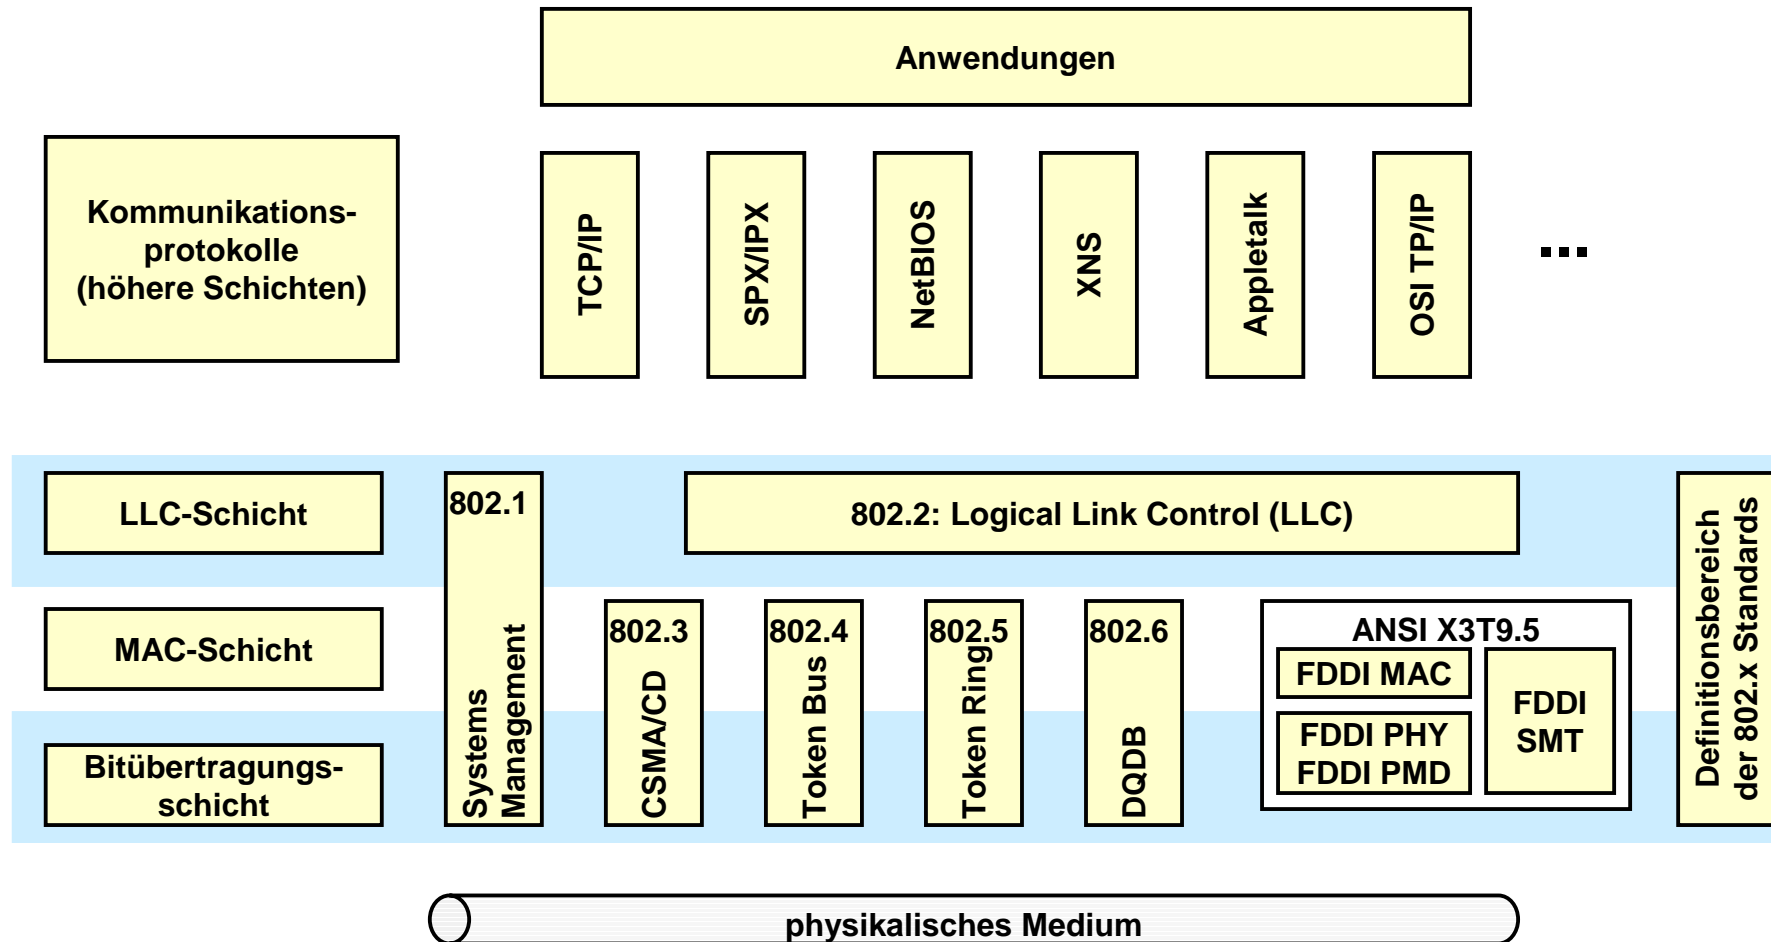 Anwendungen
Kommunikations-
protokolle
(höhere Schichten)
TCP/IP
SPX/IPX
NetBIOS
XNS
Appletalk
OSI TP/IP
...
LLC-Schicht
802.1
Systems
Management
802.2: Logical Link Control (LLC)
Definitionsbereich
der 802.x Standards
MAC-Schicht
802.3
CSMA/CD
802.4
Token Bus
802.5
Token Ring
802.6
DQDB
ANSI X3T9.5
FDDI MAC
FDDI PHY
FDDI PMD
FDDI
SMT
Bitübertragungs-
schicht
physikalisches Medium